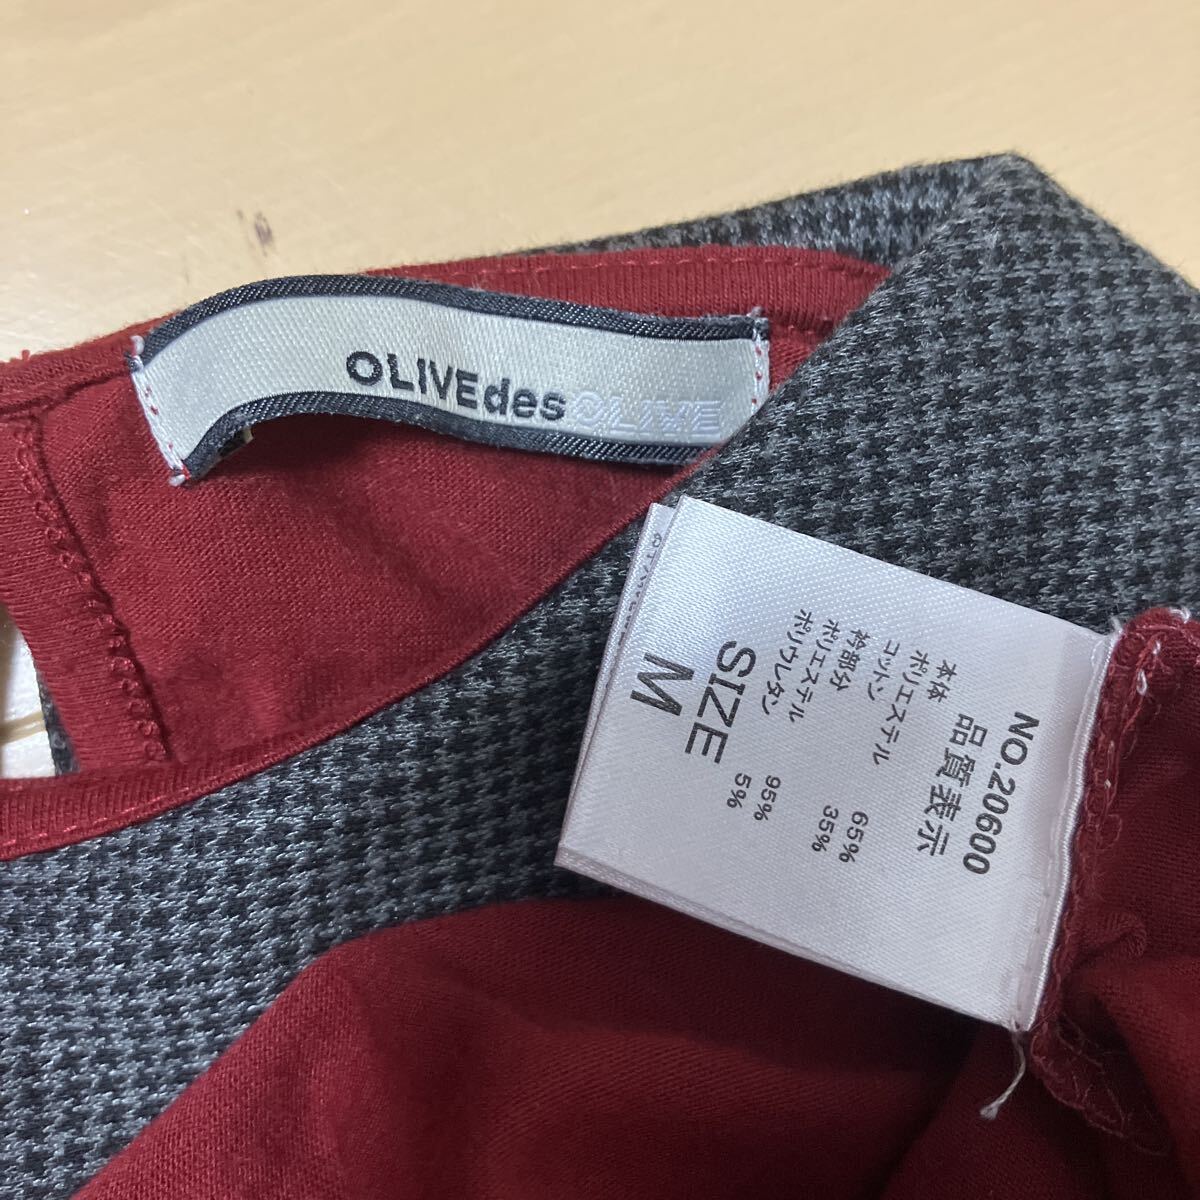 OLIVEdesOLIVE
NO.20600
品質表示
本体
ポリエステル 65%
コットン 35%
衿部分
ポリエステル 95%
ポリウレタン 5%
SIZE
M